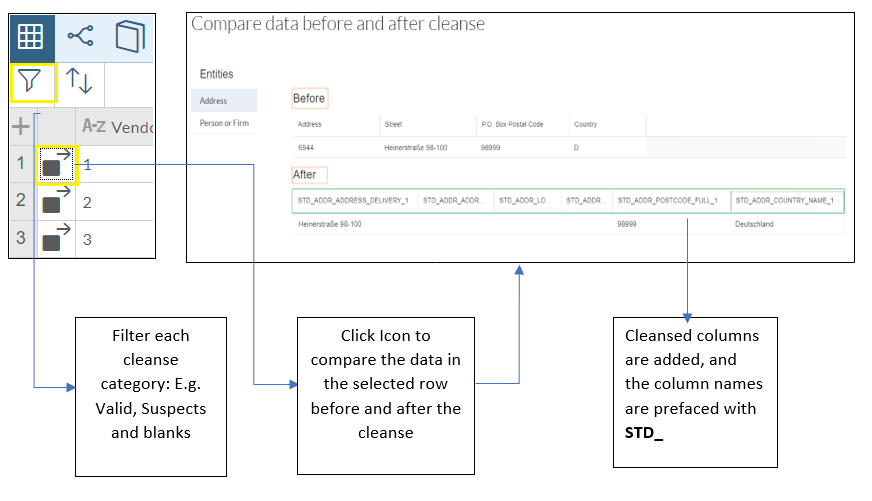 Compare data before and after cleanse
Entities
Address
Person or Firm
Before
Address Street P.O. Box Postal Code Country
6944 Heinerstraße 98-100 98999 D
After
STD_ADDR_ADDRESS_DELIVERY_1 STD_ADDR_ADDR... STD_ADDR_LO... STD_ADDR... STD_ADDR_POSTCODE_FULL_1 STD_ADDR_COUNTRY_NAME_1
Heinerstraße 98-100 98999 Deutschland
A-Z Vendo
1 1
2 2
3 3
Filter each
cleanse
category: E.g.
Valid, Suspects
and blanks
Click Icon to
compare the data in
the selected row
before and after the
cleanse
Cleansed columns
are added, and
the column names
are prefaced with
STD_